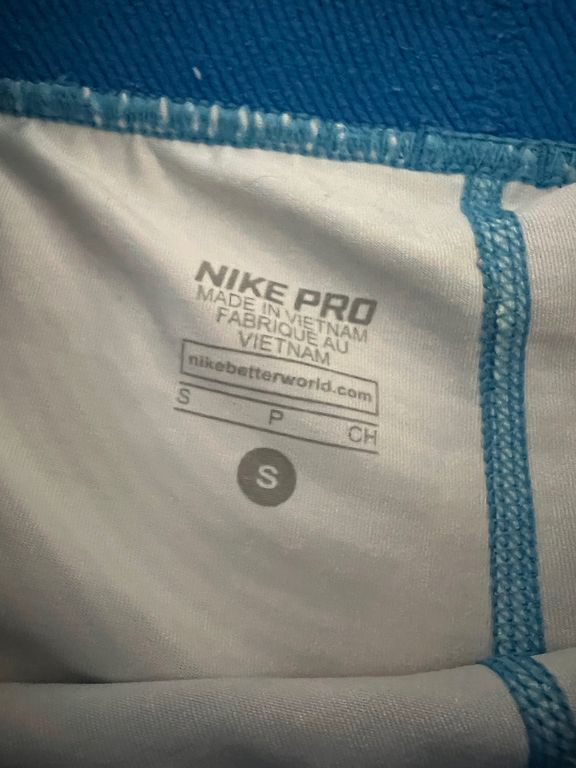 NIKE PRO
MADE IN VIETNAM
FABRIQUE AU
VIETNAM
nikebetterworld.com
S P CH
S